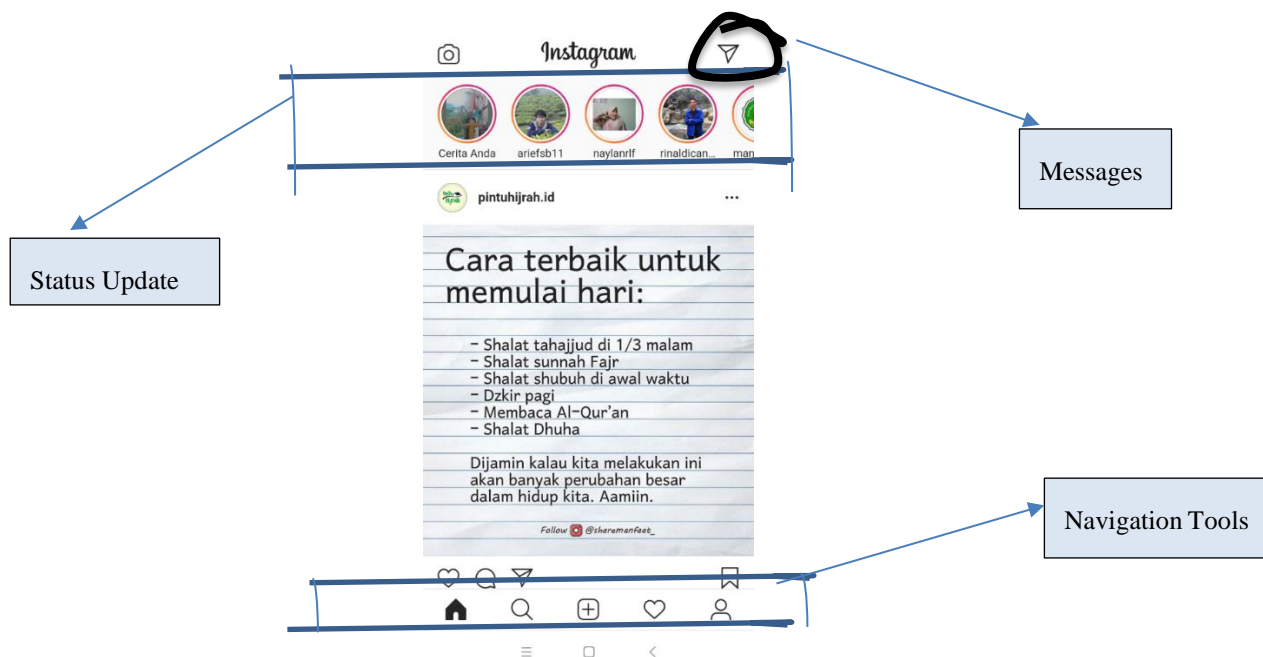 Instagram
Cerita Anda
ariefsb11
naylanrlf
rinaldican...
man
Messages
pintuhijrah.id
Status Update
Cara terbaik untuk
memulai hari:
- Shalat tahajjud di 1/3 malam
- Shalat sunnah Fajr
- Shalat shubuh di awal waktu
- Dzkir pagi
- Membaca Al-Qur'an
- Shalat Dhuha
Dijamin kalau kita melakukan ini
akan banyak perubahan besar
dalam hidup kita. Aamiin.
Follow @sharemanfaat_
Navigation Tools